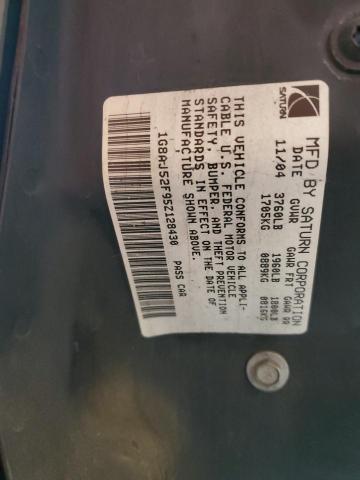 SATURN
MFD BY SATURN CORPORATION
DATE GVWR GAWR FRT GAWR RR
11/04 3760LB 1960LB 1800LB
1705KG 0889KG 0816KG
THIS VEHICLE CONFORMS TO ALL APPLI-
CABLE U.S. FEDERAL MOTOR VEHICLE
SAFETY, BUMPER, AND THEFT PREVENTION
STANDARDS IN EFFECT ON THE DATE OF
MANUFACTURE SHOWN ABOVE.
1G8AJ52F95Z128430 PASS CAR